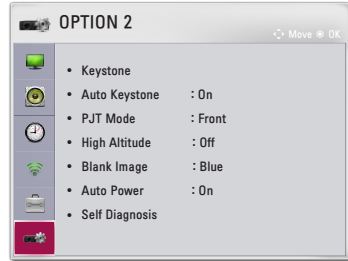 OPTION 2
Move OK
• Keystone
• Auto Keystone : On
• PJT Mode : Front
• High Altitude : Off
• Blank Image : Blue
• Auto Power : On
• Self Diagnosis